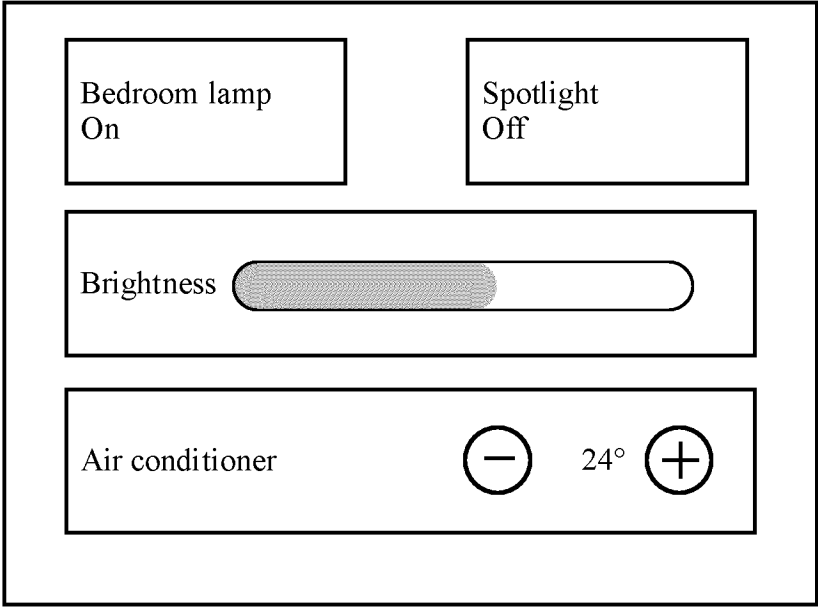 Bedroom lamp
On
Spotlight
Off
Brightness
Air conditioner
−
24°
+